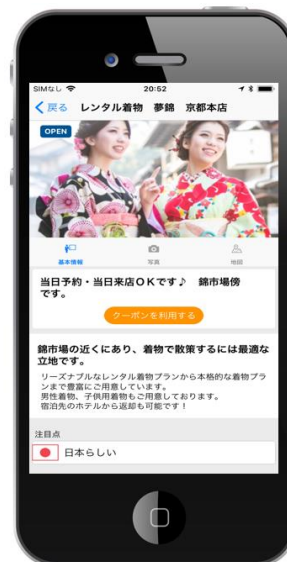 SIMなし 20:52
戻る レンタル着物 夢錦 京都本店
OPEN
基本情報 写真 地図
当日予約・当日来店OKです♪ 錦市場傍
です。
クーポンを利用する
錦市場の近くにあり、着物で散策するには最適な
立地です。
リーズナブルなレンタル着物プランから本格的な着物プラ
ンまで豊富にご用意しています。
男性着物、子供用着物もご用意しております。
宿泊先のホテルから返却も可能です！
注目点
日本らしい